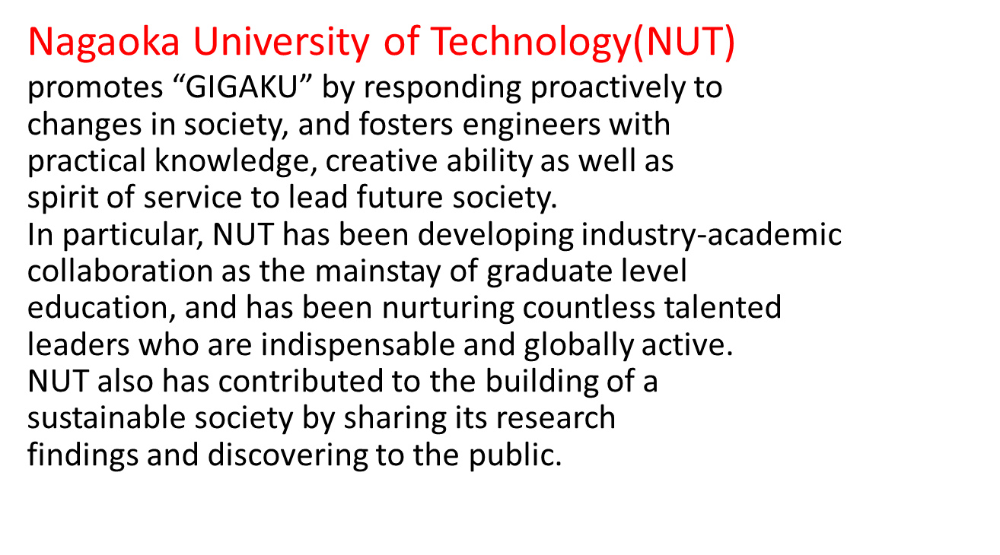 Nagaoka University of Technology(NUT)
promotes “GIGAKU” by responding proactively to
changes in society, and fosters engineers with
practical knowledge, creative ability as well as
spirit of service to lead future society.
In particular, NUT has been developing industry-academic
collaboration as the mainstay of graduate level
education, and has been nurturing countless talented
leaders who are indispensable and globally active.
NUT also has contributed to the building of a
sustainable society by sharing its research
findings and discovering to the public.